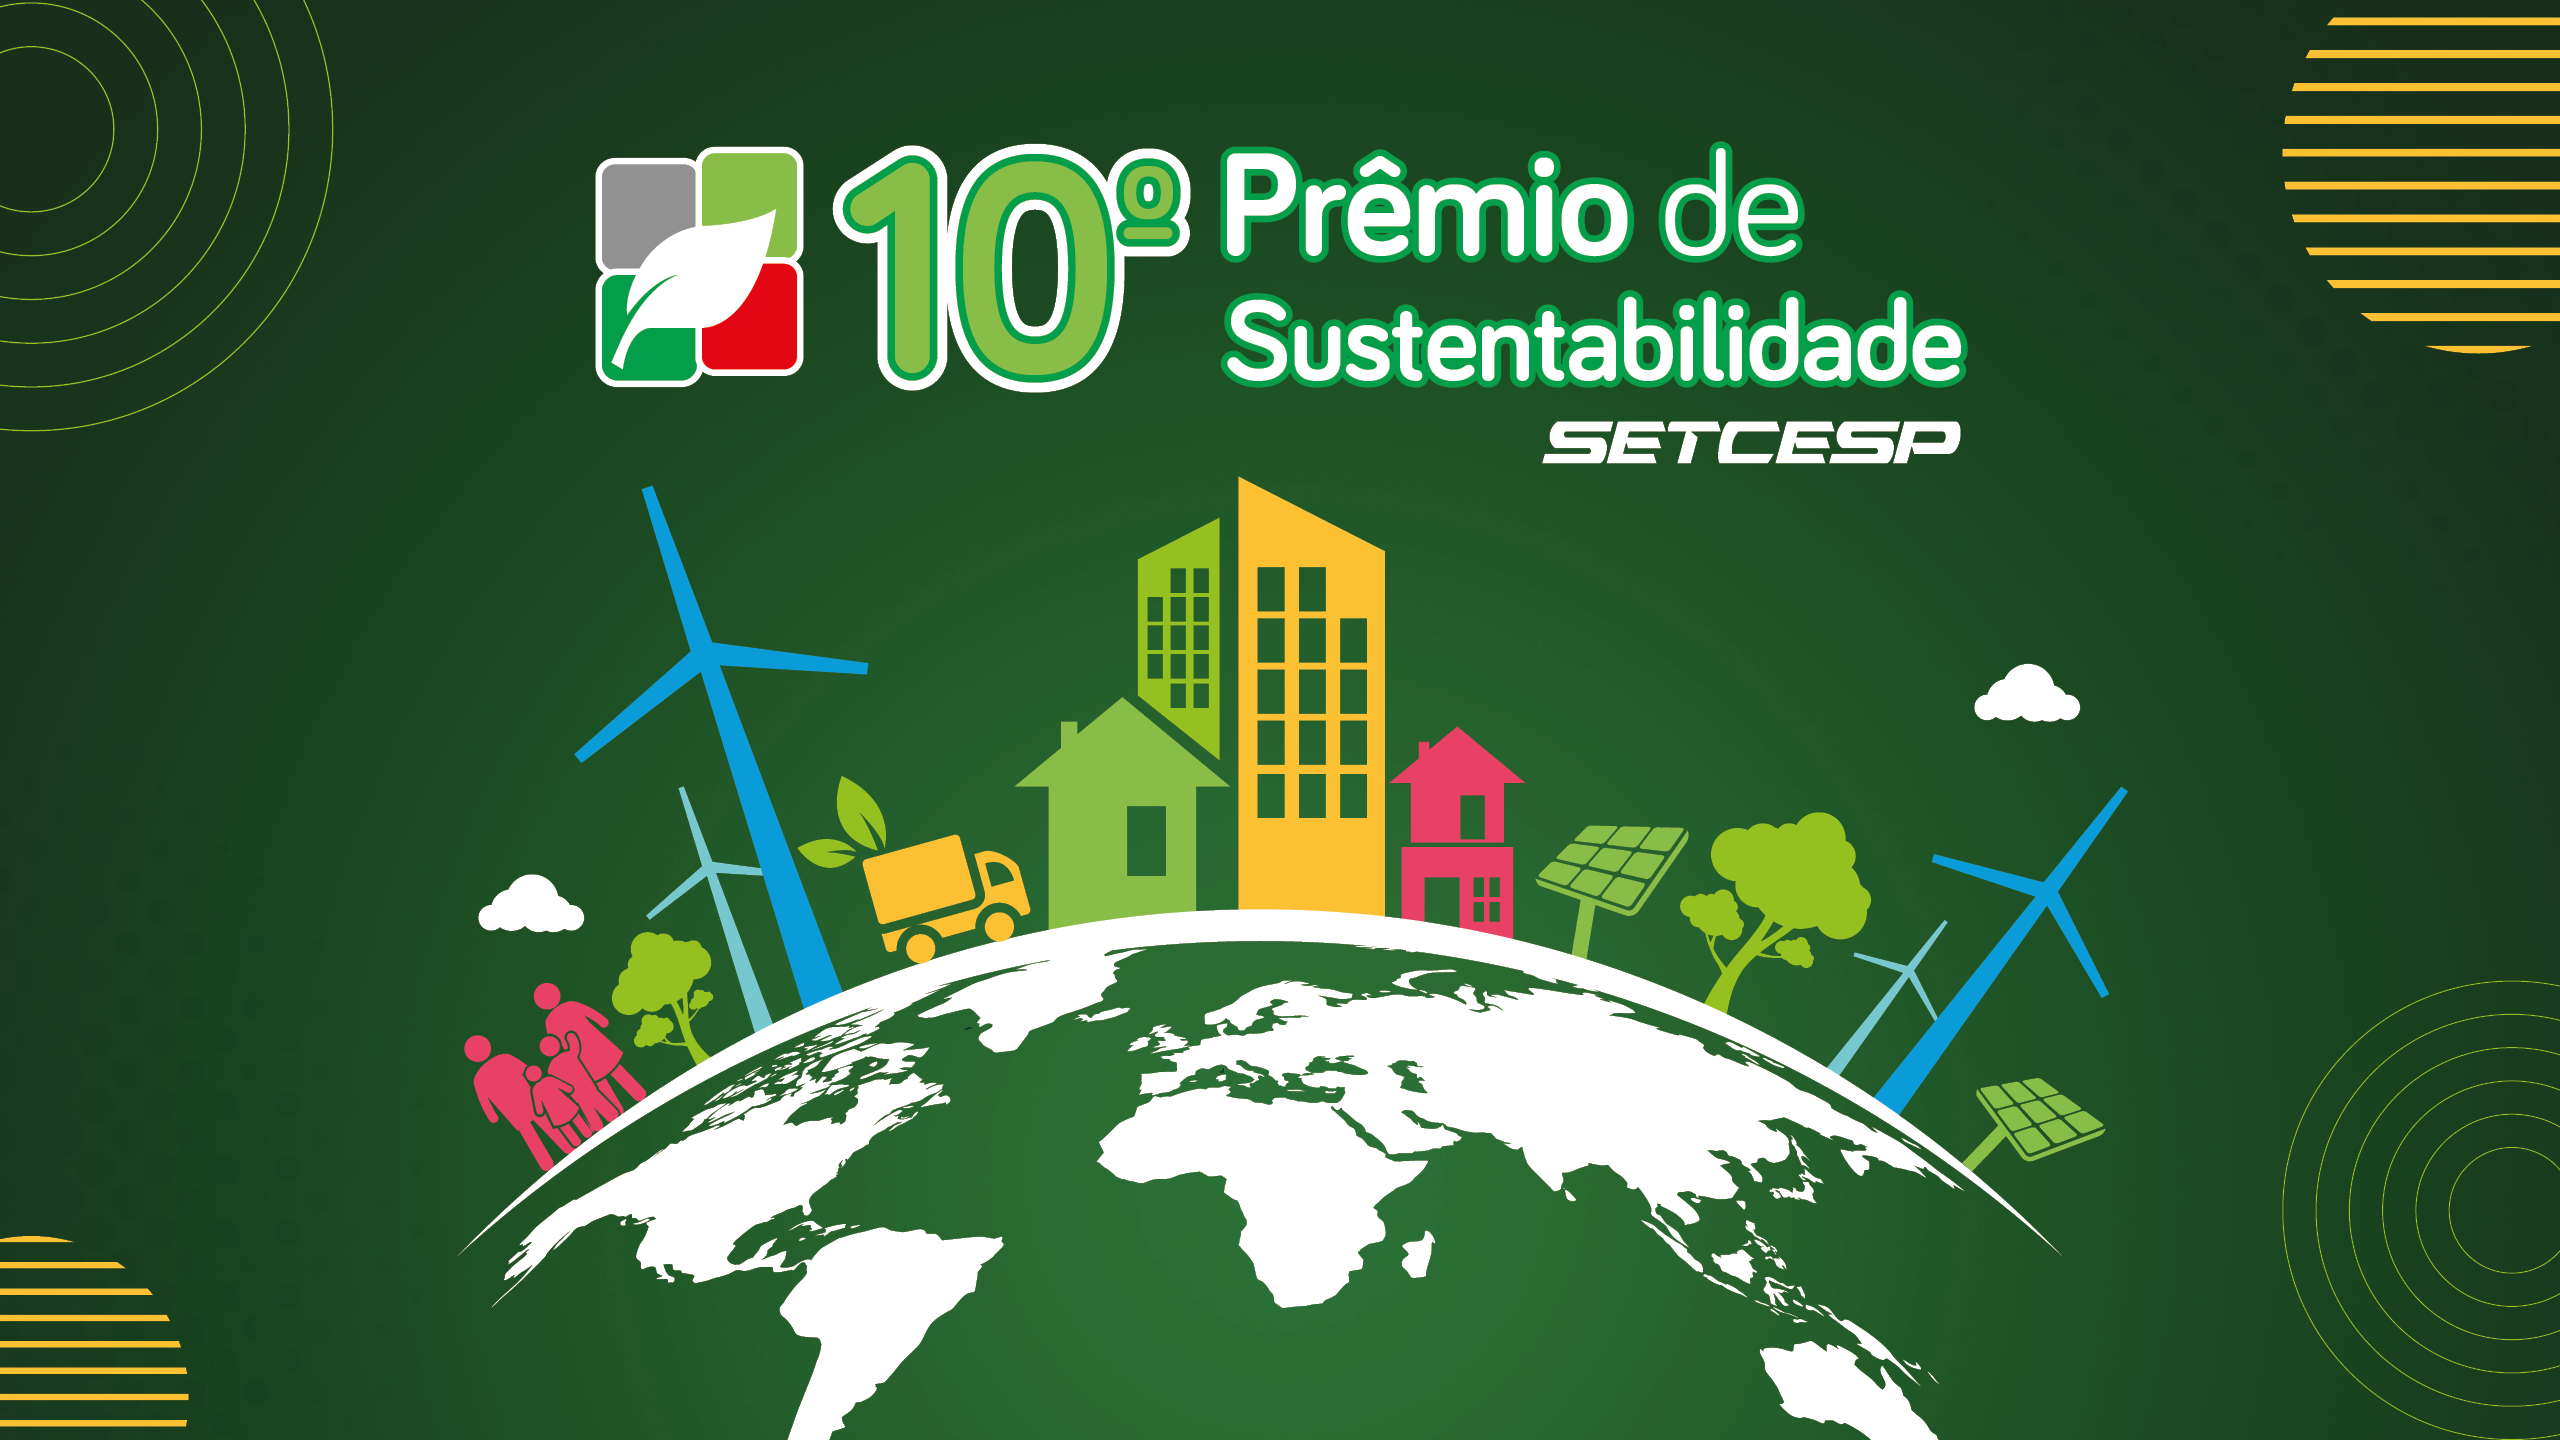 10º Prêmio de
Sustentabilidade
SETCESP